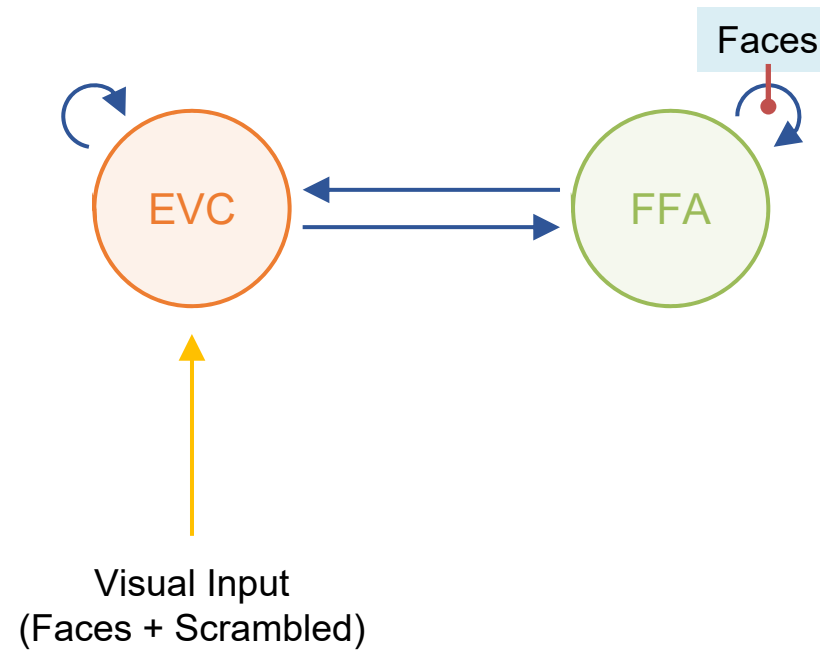 Faces
EVC
FFA
Visual Input
(Faces + Scrambled)